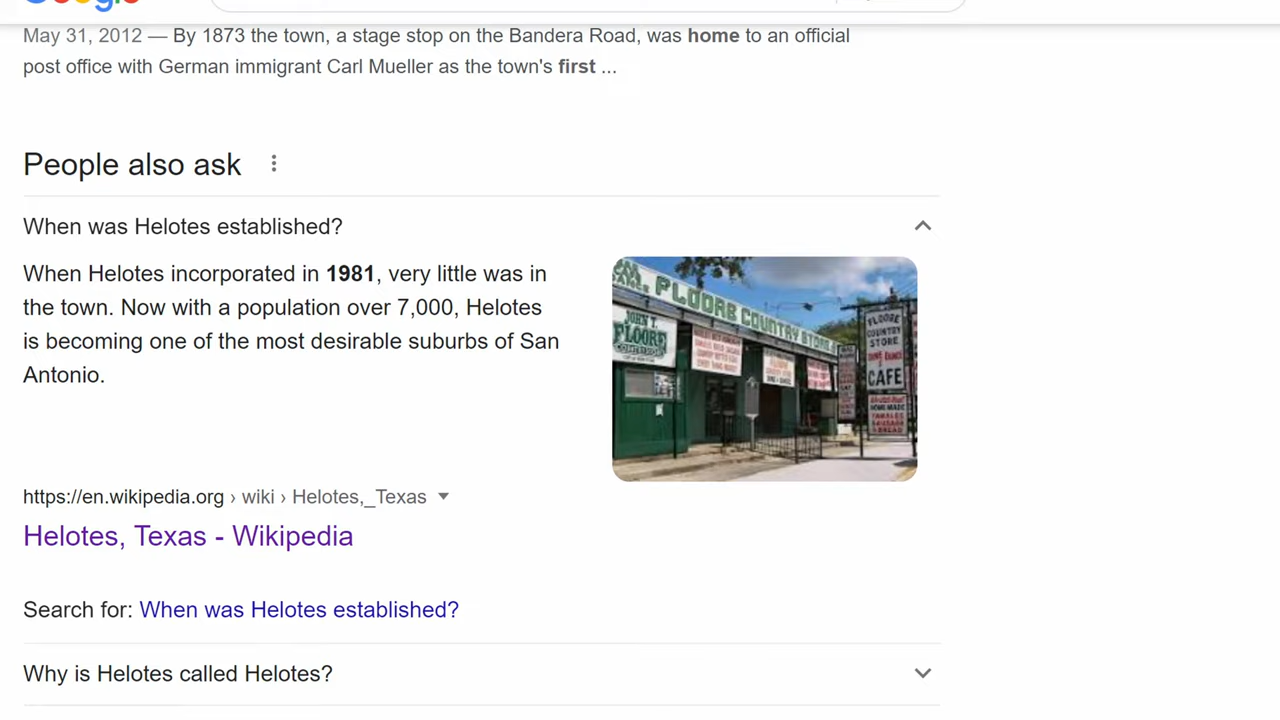 May 31, 2012 — By 1873 the town, a stage stop on the Bandera Road, was home to an official
post office with German immigrant Carl Mueller as the town's first ...
People also ask
When was Helotes established?
When Helotes incorporated in 1981, very little was in
the town. Now with a population over 7,000, Helotes
is becoming one of the most desirable suburbs of San
Antonio.
FLOORE COUNTRY STORE
JOHN T.
FLOORE
FLOORE
COUNTRY
STORE
CAFE
https://en.wikipedia.org › wiki › Helotes,_Texas
Helotes, Texas - Wikipedia
Search for: When was Helotes established?
Why is Helotes called Helotes?